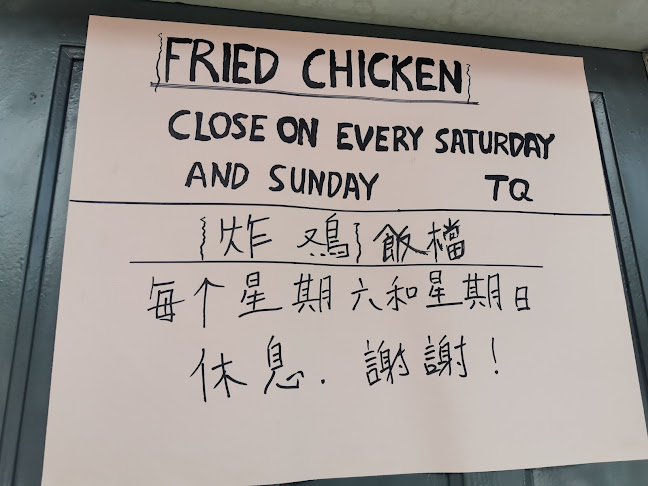 FRIED CHICKEN
CLOSE ON EVERY SATURDAY
AND SUNDAY TQ
炸鸡飯檔
每个星期六和星期日
休息. 謝謝!